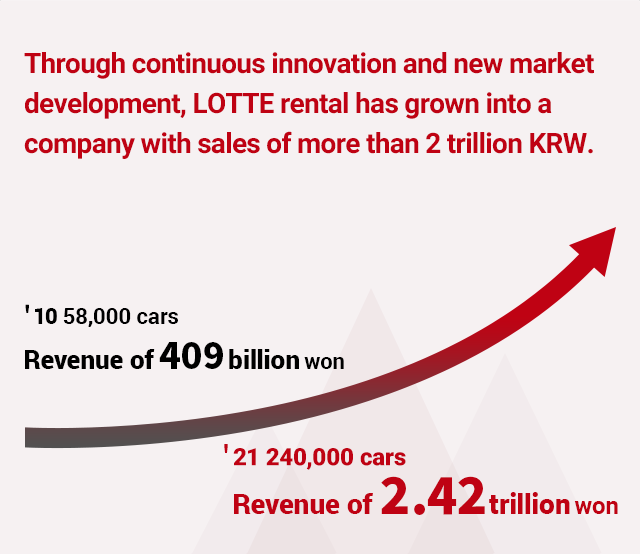 Through continuous innovation and new market
development, LOTTE rental has grown into a
company with sales of more than 2 trillion KRW.
'10 58,000 cars
Revenue of 409 billion won
'21 240,000 cars
Revenue of 2.42 trillion won